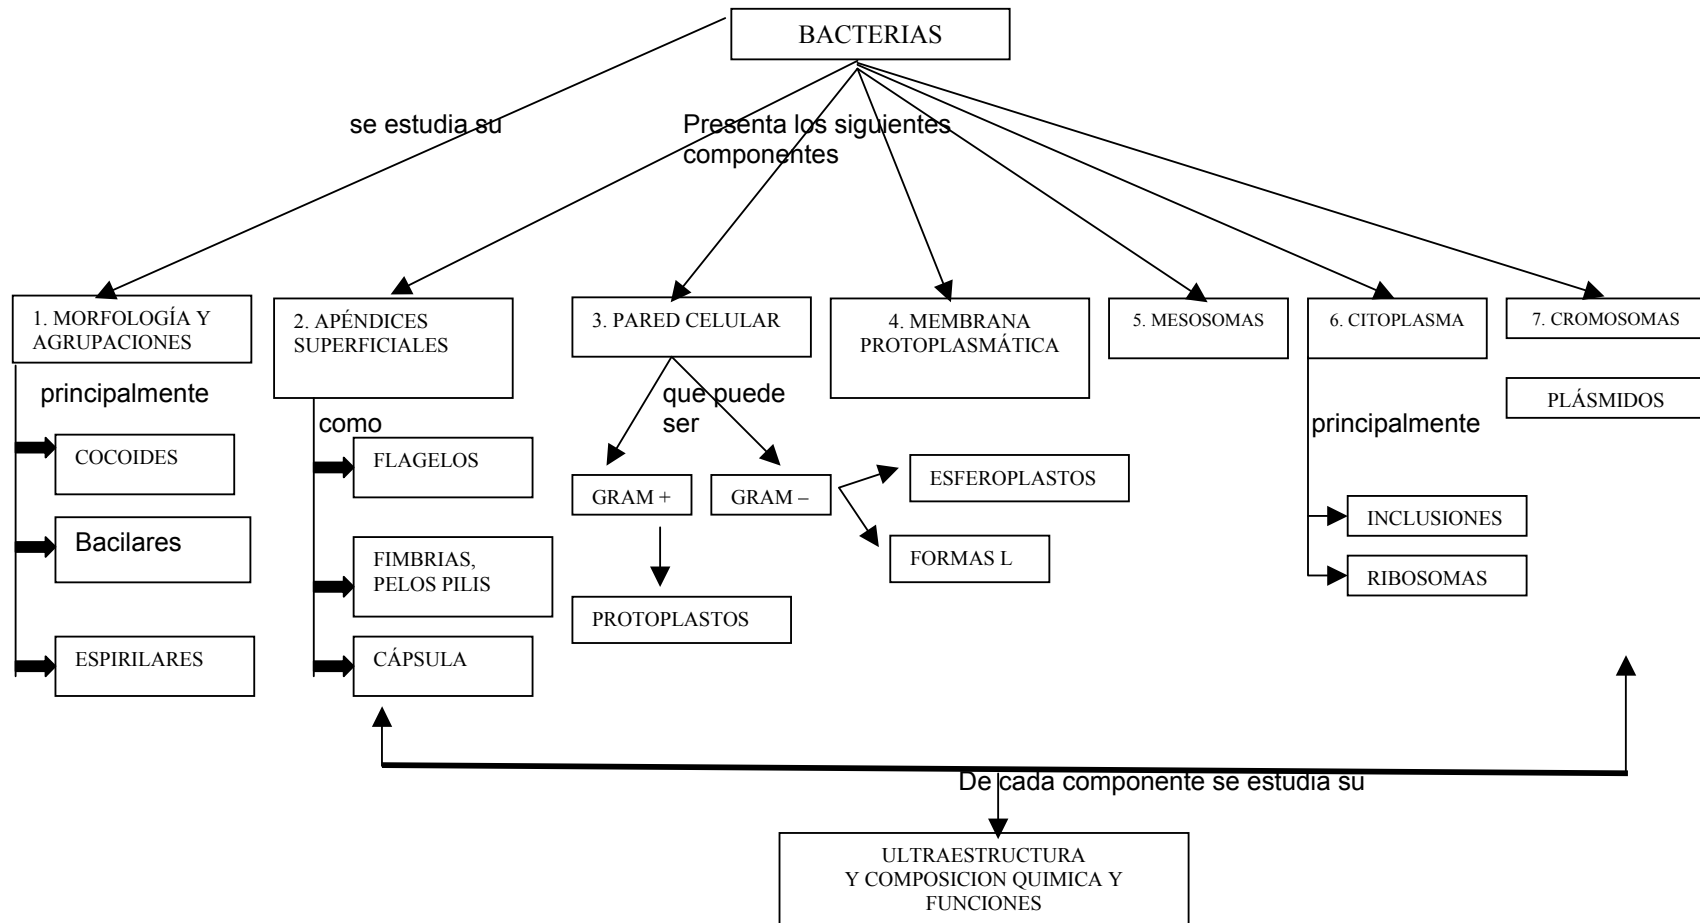 BACTERIAS
se estudia su
Presenta los siguientes
componentes
1. MORFOLOGÍA Y
AGRUPACIONES
2. APÉNDICES
SUPERFICIALES
3. PARED CELULAR
4. MEMBRANA
PROTOPLASMÁTICA
5. MESOSOMAS
6. CITOPLASMA
7. CROMOSOMAS
PLÁSMIDOS
principalmente
COCOIDES
Bacilares
ESPIRILARES
como
FLAGELOS
FIMBRIAS,
PELOS PILIS
CÁPSULA
que puede
ser
GRAM +
GRAM –
PROTOPLASTOS
ESFEROPLASTOS
FORMAS L
principalmente
INCLUSIONES
RIBOSOMAS
De cada componente se estudia su
ULTRAESTRUCTURA
Y COMPOSICION QUIMICA Y
FUNCIONES